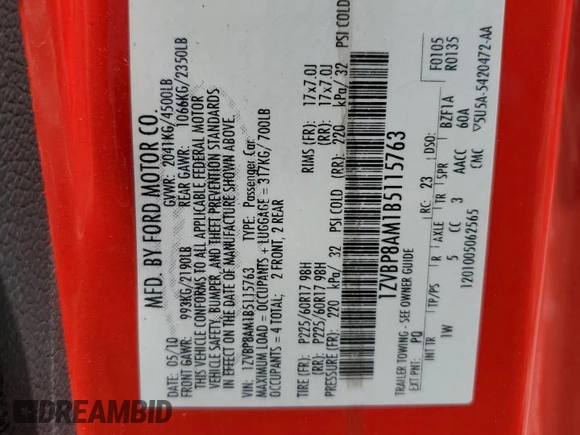 MFD. BY FORD MOTOR CO.
DATE: 05/10 GVWR: 2041KG/4500LB
FRONT GAWR: 993KG/2190LB REAR GAWR: 1066KG/2350LB
THIS VEHICLE CONFORMS TO ALL APPLICABLE FEDERAL MOTOR
VEHICLE SAFETY, BUMPER, AND THEFT PREVENTION STANDARDS
IN EFFECT ON THE DATE OF MANUFACTURE SHOWN ABOVE.
VIN: 1ZVBP8AM1B5115763 TYPE: Passenger Car
MAXIMUM LOAD = OCCUPANTS + LUGGAGE = 317KG/ 700LB
OCCUPANTS = 4 TOTAL; 2 FRONT, 2 REAR
TIRE (FR): P225/60R17 98H RIMS (FR): 17x7.0J
(RR): P225/60R17 98H (RR): 17x7.0J
PRESSURE (FR): 220 kPa/ 32 PSI COLD (RR): 220 kPa/ 32 PSI COLD
1ZVBP8AM1B5115763
TRAILER TOWING - SEE OWNER GUIDE
F0105
R0135
EXT PNT: PQ RC: 23 DSO:
INT TR TP/PS R AXLE TR SPR BZF1A
1W 5 CC 3 AACC 60A
1201005062565 CMC 5U5A-5420472-AA
DREAMBID